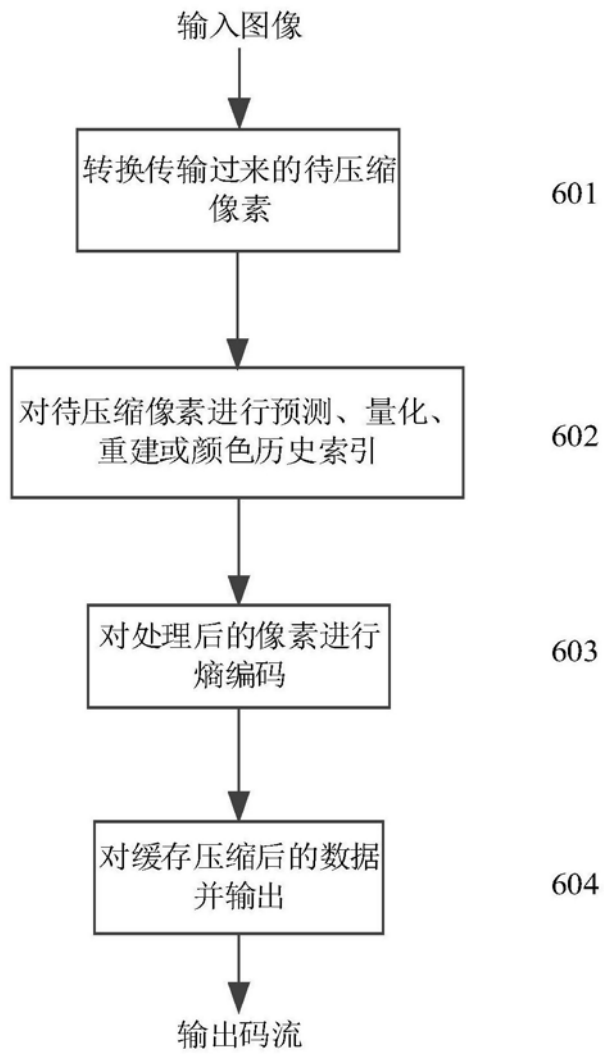 输入图像
转换传输过来的待压缩
像素
601
对待压缩像素进行预测、量化、
重建或颜色历史索引
602
对处理后的像素进行
熵编码
603
对缓存压缩后的数据
并输出
604
输出码流